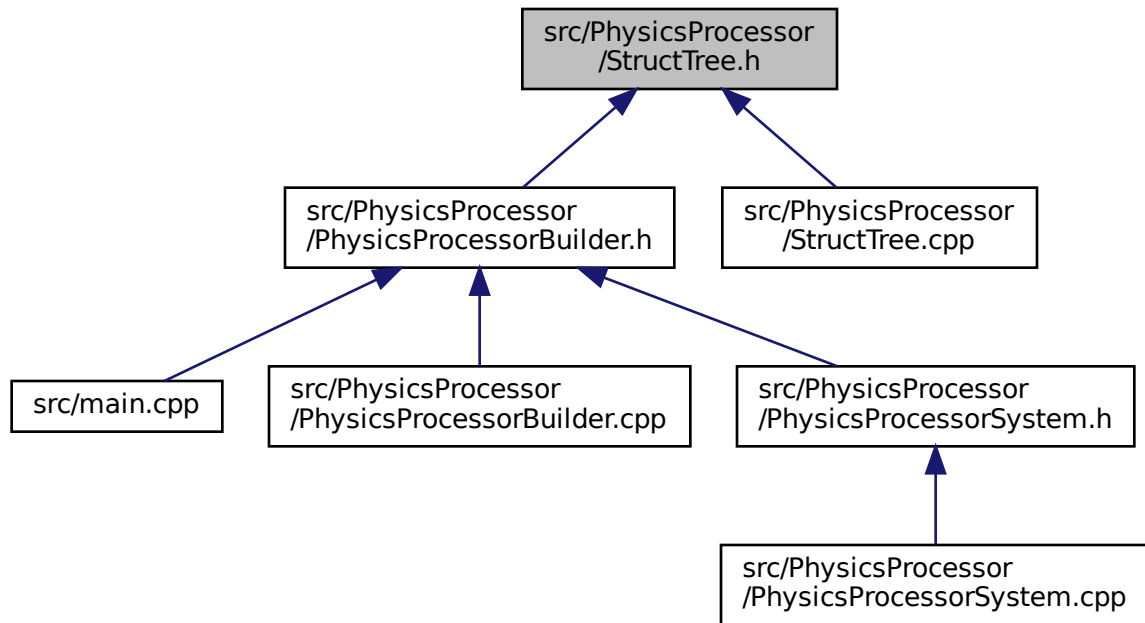 src/PhysicsProcessor
/StructTree.h
src/PhysicsProcessor
/PhysicsProcessorBuilder.h
src/PhysicsProcessor
/StructTree.cpp
src/main.cpp
src/PhysicsProcessor
/PhysicsProcessorBuilder.cpp
src/PhysicsProcessor
/PhysicsProcessorSystem.h
src/PhysicsProcessor
/PhysicsProcessorSystem.cpp